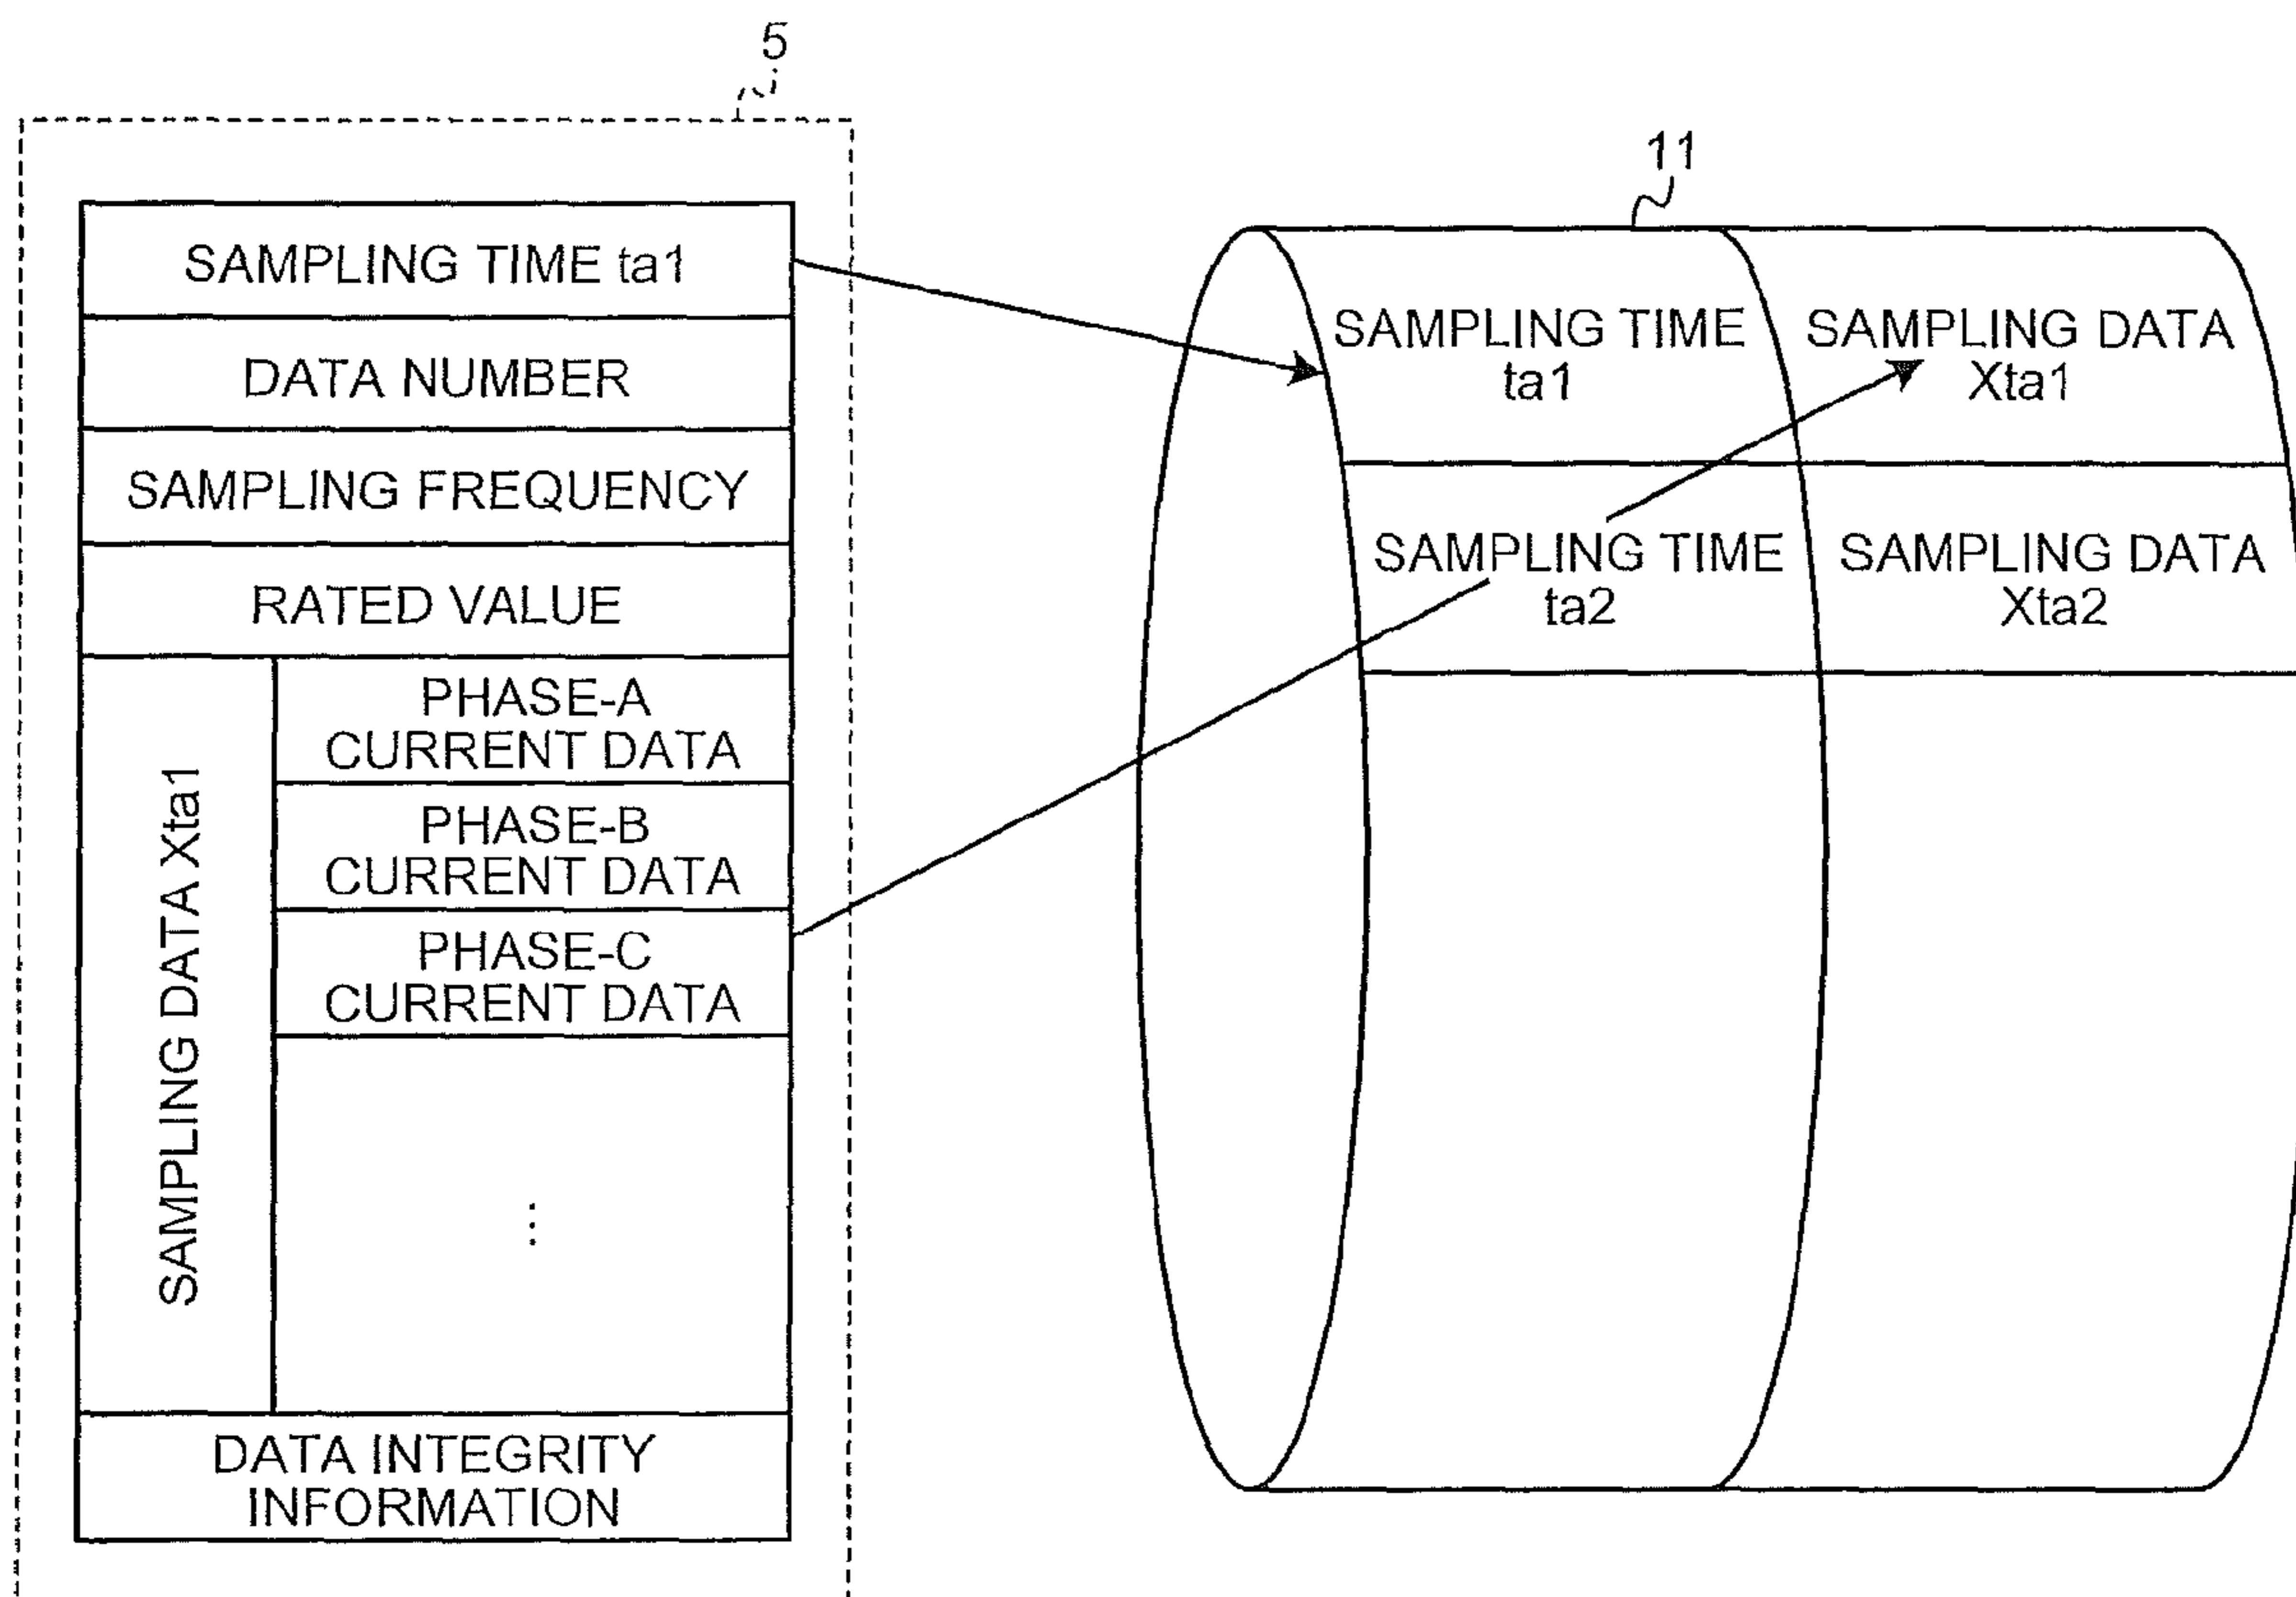 5
SAMPLING TIME ta1
DATA NUMBER
SAMPLING FREQUENCY
RATED VALUE
SAMPLING DATA Xta1
PHASE-A
CURRENT DATA
PHASE-B
CURRENT DATA
PHASE-C
CURRENT DATA
⋮
DATA INTEGRITY
INFORMATION
11
SAMPLING TIME
ta1
SAMPLING DATA
Xta1
SAMPLING TIME
ta2
SAMPLING DATA
Xta2